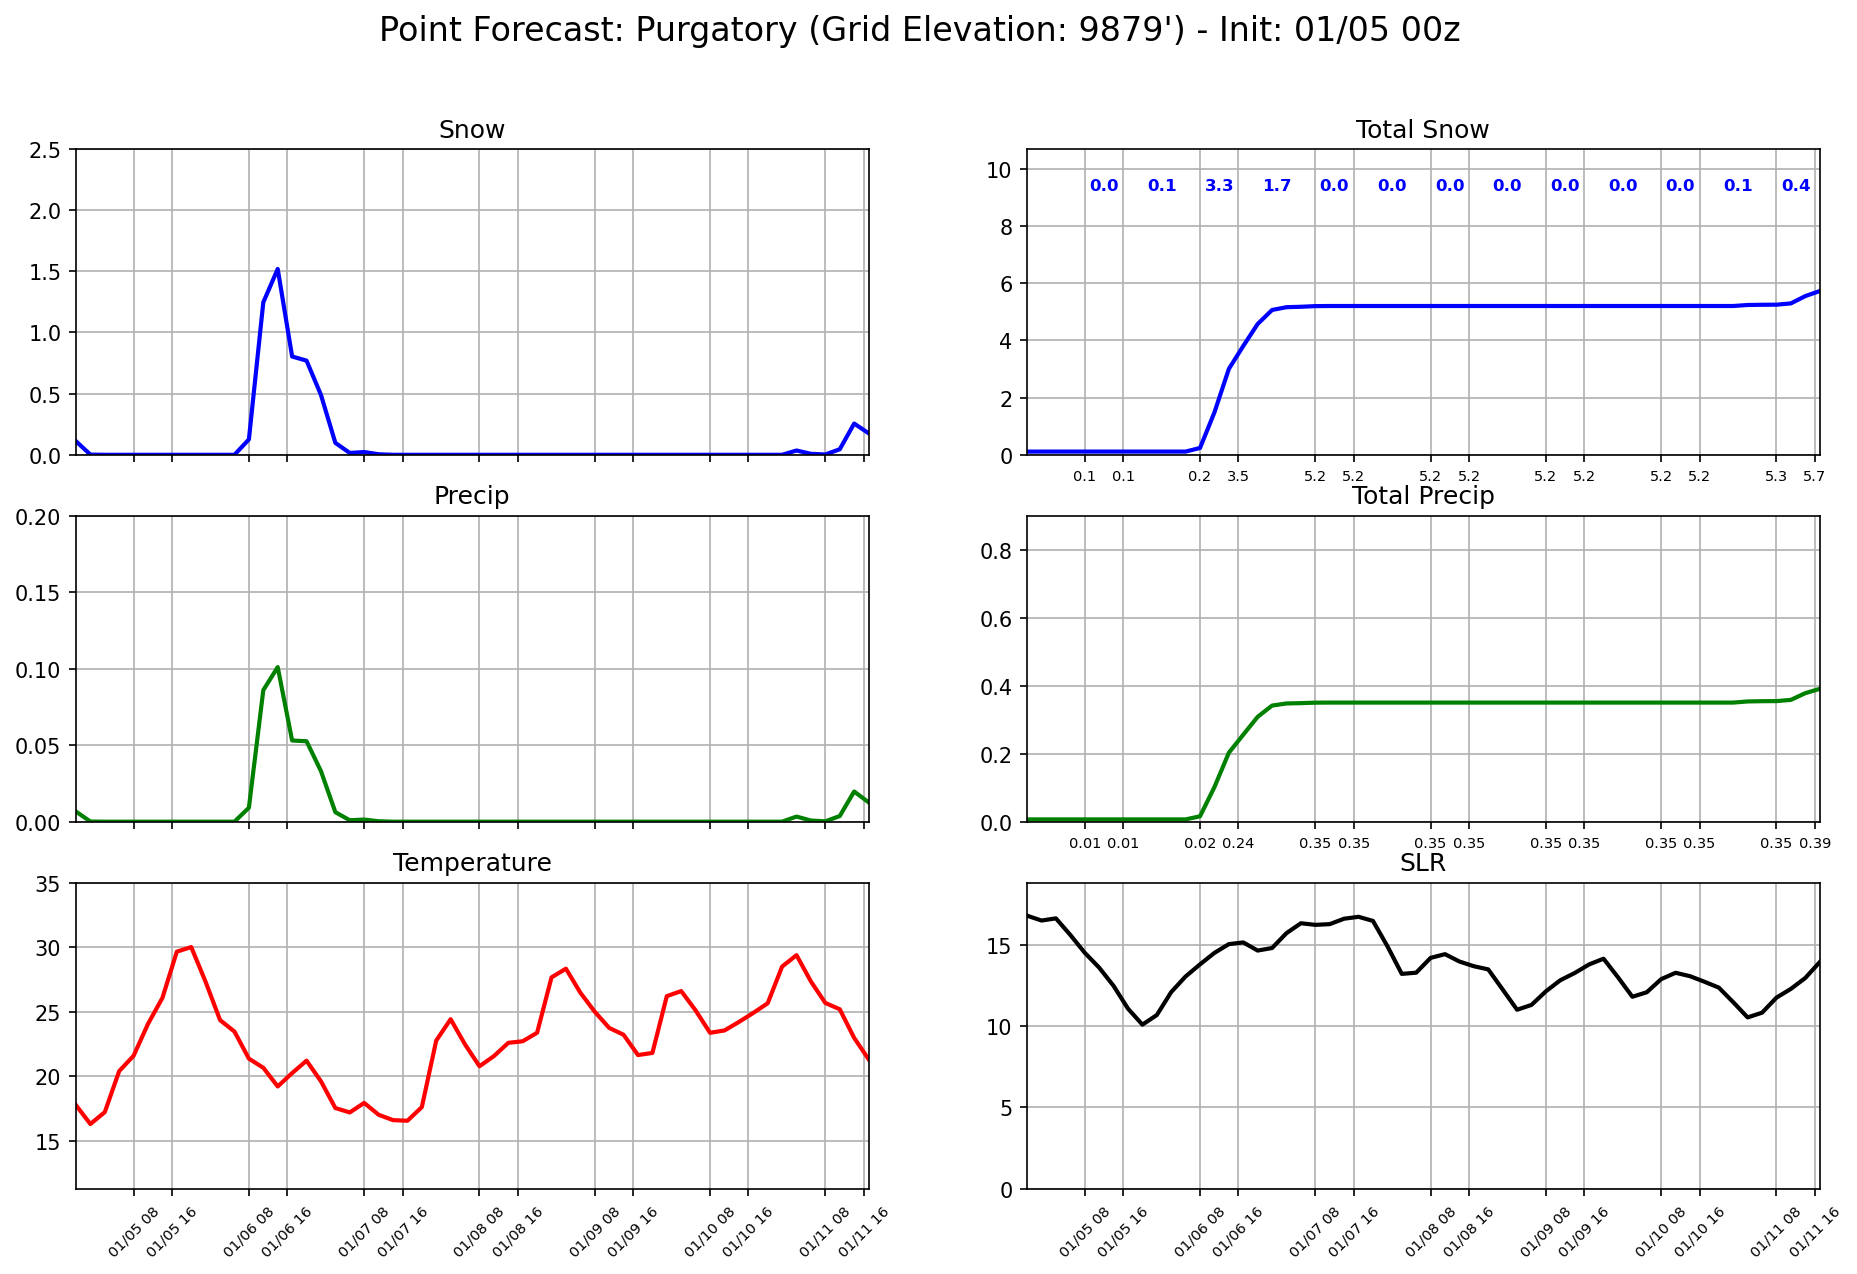 Point Forecast: Purgatory (Grid Elevation: 9879') - Init: 01/05 00z
Snow
2.5
2.0
1.5
1.0
0.5
0.0
Total Snow
10
8
6
4
2
0
0.0 0.1 3.3 1.7 0.0 0.0 0.0 0.0 0.0 0.0 0.0 0.1 0.4
0.1 0.1 0.2 3.5 5.2 5.2 5.2 5.2 5.2 5.2 5.2 5.2 5.3 5.7
Precip
0.20
0.15
0.10
0.05
0.00
Total Precip
0.8
0.6
0.4
0.2
0.0
0.01 0.01 0.02 0.24 0.35 0.35 0.35 0.35 0.35 0.35 0.35 0.35 0.35 0.39
Temperature
35
30
25
20
15
01/05 08 01/05 16 01/06 08 01/06 16 01/07 08 01/07 16 01/08 08 01/08 16 01/09 08 01/09 16 01/10 08 01/10 16 01/11 08 01/11 16
SLR
15
10
5
0
01/05 08 01/05 16 01/06 08 01/06 16 01/07 08 01/07 16 01/08 08 01/08 16 01/09 08 01/09 16 01/10 08 01/10 16 01/11 08 01/11 16